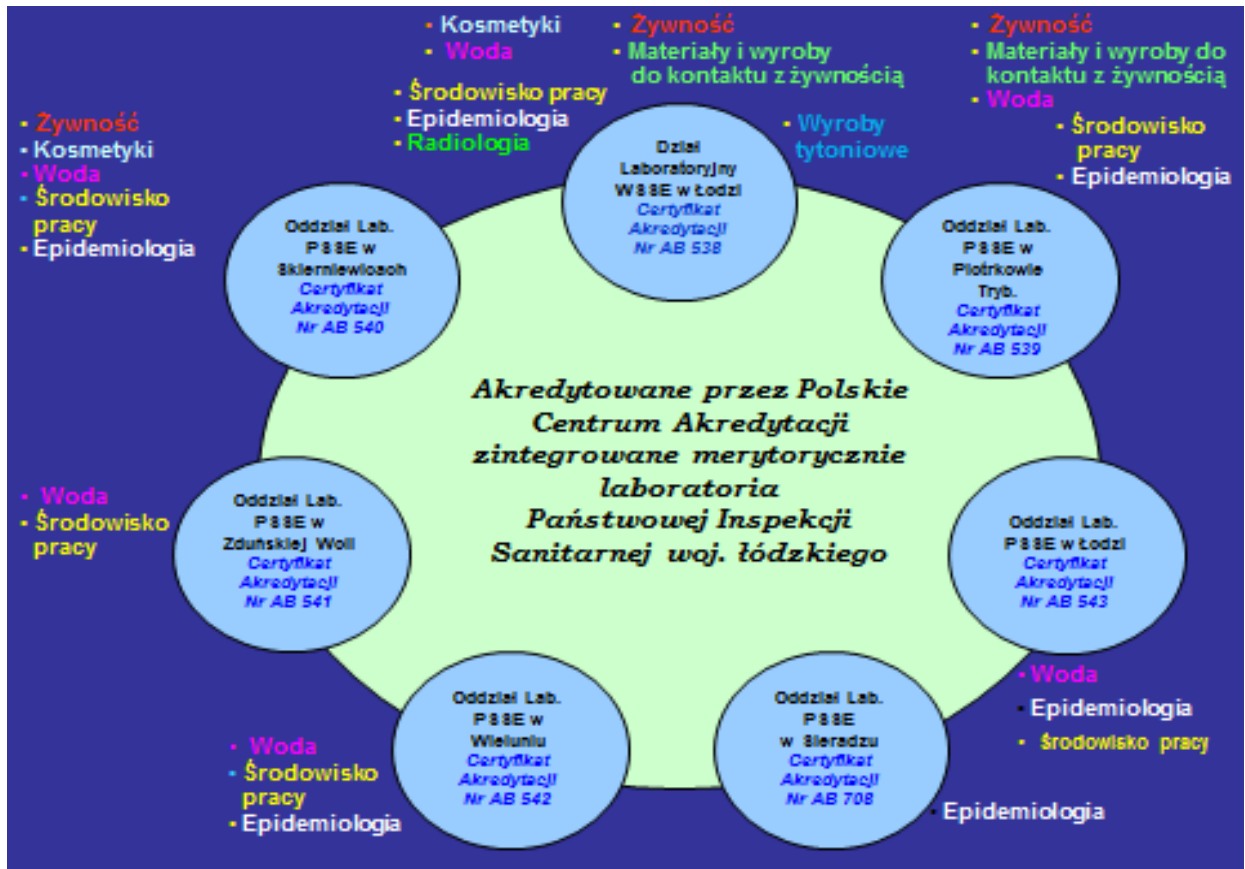 • Kosmetyki
• Woda
• Środowisko pracy
• Epidemiologia
• Radiologia
• Żywność
• Materiały i wyroby
do kontaktu z żywnością
• Wyroby
tytoniowe
Dział
Laboratoryjny
WSSE w Łodzi
Certyfikat
Akredytacji
Nr AB 538
• Żywność
• Materiały i wyroby do
kontaktu z żywnością
• Woda
• Środowisko
pracy
• Epidemiologia
Oddział Lab.
PSSE w
Piotrkowie
Tryb.
Certyfikat
Akredytacji
Nr AB 539
• Żywność
• Kosmetyki
• Woda
• Środowisko
pracy
• Epidemiologia
Oddział Lab.
PSSE w
Skierniewicach
Certyfikat
Akredytacji
Nr AB 540
Akredytowane przez Polskie
Centrum Akredytacji
zintegrowane merytorycznie
laboratoria
Państwowej Inspekcji
Sanitarnej woj. łódzkiego
• Woda
• Środowisko
pracy
Oddział Lab.
PSSE w
Zduńskiej Woli
Certyfikat
Akredytacji
Nr AB 541
Oddział Lab.
PSSE w Łodzi
Certyfikat
Akredytacji
Nr AB 543
• Woda
• Epidemiologia
• Środowisko pracy
• Woda
• Środowisko
pracy
• Epidemiologia
Oddział Lab.
PSSE w
Wieluniu
Certyfikat
Akredytacji
Nr AB 542
Oddział Lab.
PSSE
w Sieradzu
Certyfikat
Akredytacji
Nr AB 708
• Epidemiologia